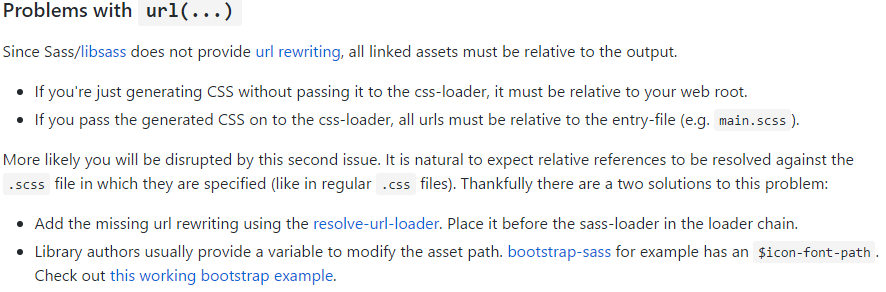 Problems with url(...)
Since Sass/libsass does not provide url rewriting, all linked assets must be relative to the output.
• If you're just generating CSS without passing it to the css-loader, it must be relative to your web root.
• If you pass the generated CSS on to the css-loader, all urls must be relative to the entry-file (e.g. main.scss).
More likely you will be disrupted by this second issue. It is natural to expect relative references to be resolved against the
.scss file in which they are specified (like in regular .css files). Thankfully there are a two solutions to this problem:
• Add the missing url rewriting using the resolve-url-loader. Place it before the sass-loader in the loader chain.
• Library authors usually provide a variable to modify the asset path. bootstrap-sass for example has an $icon-font-path.
Check out this working bootstrap example.